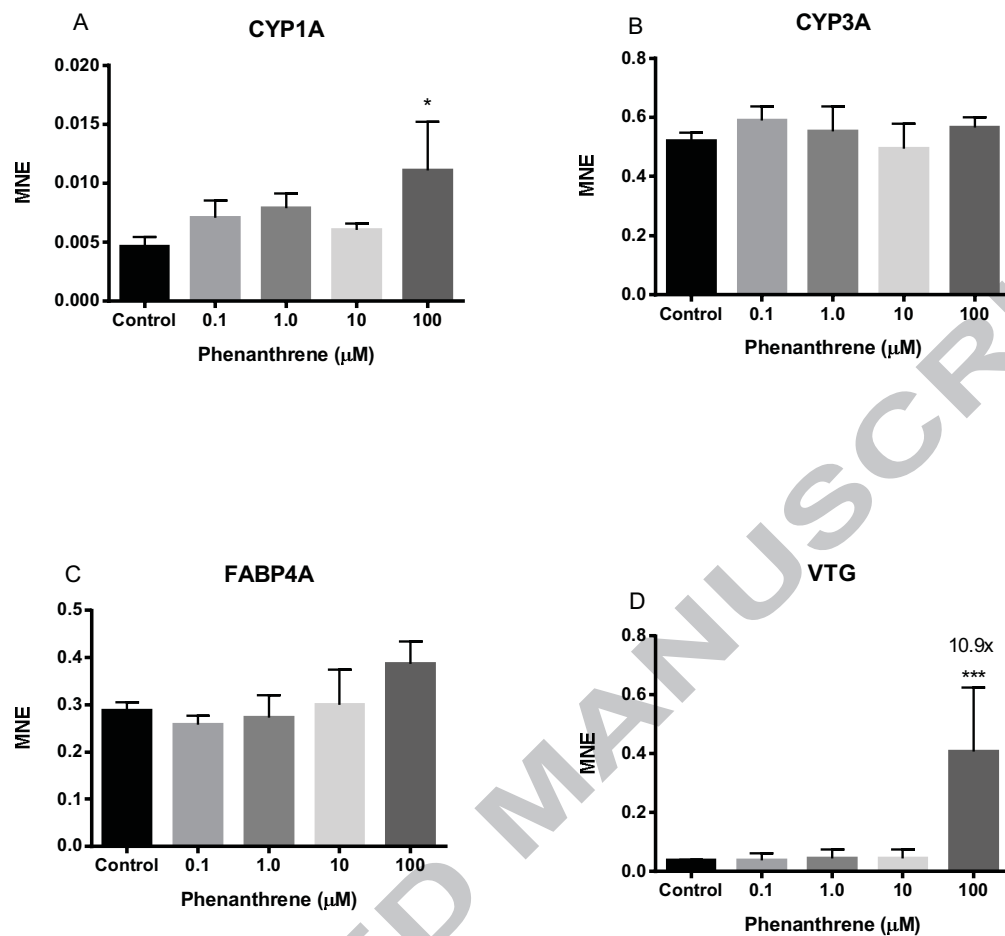 A
CYP1A
0.020
0.015
0.010
0.005
0.000
MNE
*
Control 0.1 1.0 10 100
Phenanthrene (μM)
B
CYP3A
0.8
0.6
0.4
0.2
0.0
MNE
Control 0.1 1.0 10 100
Phenanthrene (μM)
C
FABP4A
0.5
0.4
0.3
0.2
0.1
0.0
MNE
Control 0.1 1.0 10 100
Phenanthrene (μM)
D
VTG
0.8
0.6
0.4
0.2
0.0
MNE
10.9x
***
Control 0.1 1.0 10 100
Phenanthrene (μM)
ED MANUSCRI